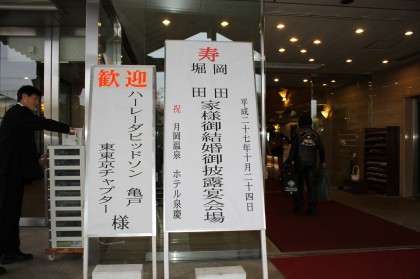 歓迎
ハーレーダビッドソン 亀戸
東東京チャプター 様
寿
平成二十七年十月二十四日
岡田
堀田
家様御結婚御披露宴会場
祝 月岡温泉 ホテル泉慶